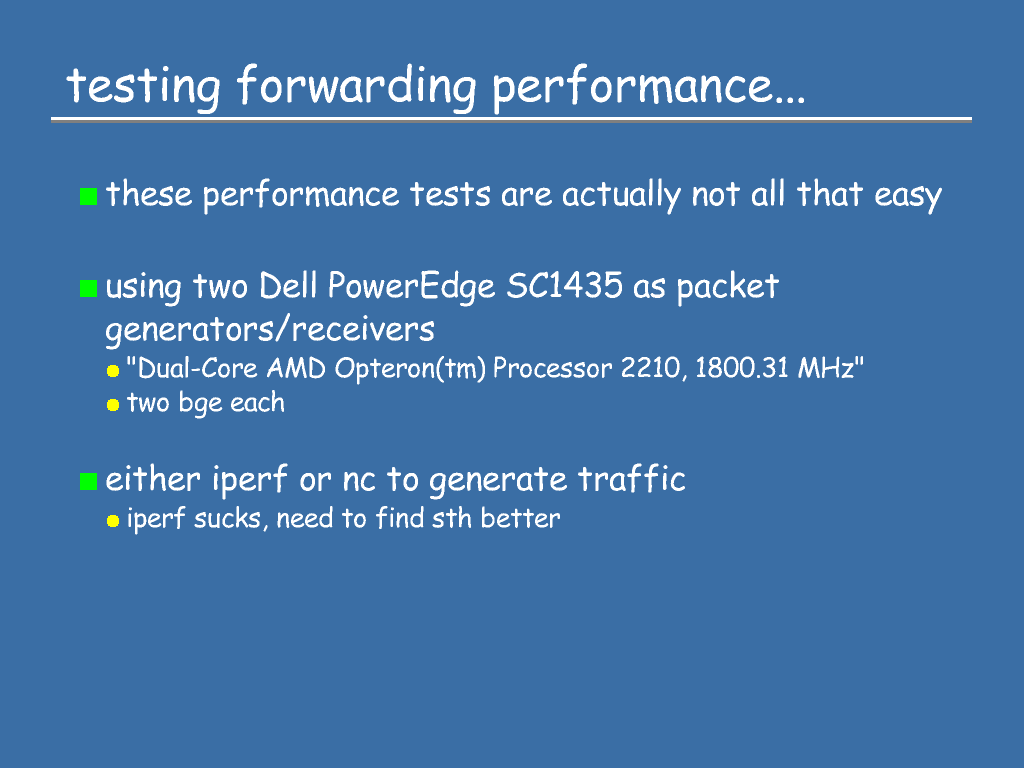 testing forwarding performance...
these performance tests are actually not all that easy
using two Dell PowerEdge SC1435 as packet
generators/receivers
"Dual-Core AMD Opteron(tm) Processor 2210, 1800.31 MHz"
two bge each
either iperf or nc to generate traffic
iperf sucks, need to find sth better